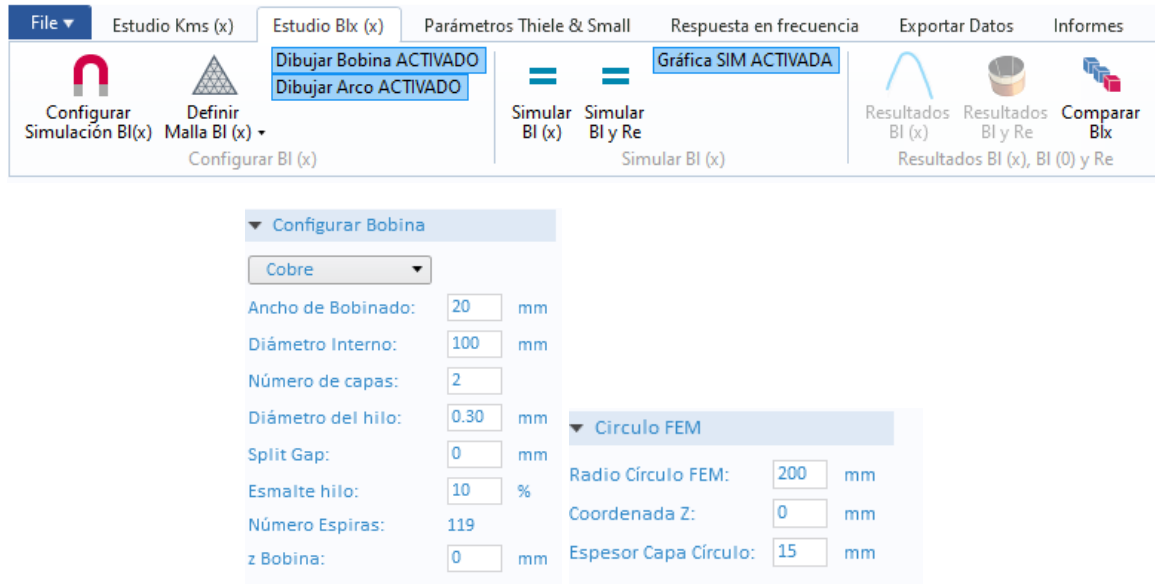 File Estudio Kms (x) Estudio Blx (x) Parámetros Thiele & Small Respuesta en frecuencia Exportar Datos Informes
Configurar
Simulación Bl(x)
Definir
Malla Bl (x)
Dibujar Bobina ACTIVADO
Dibujar Arco ACTIVADO
Configurar Bl (x)
Simular
Bl (x)
Simular
Bl y Re
Gráfica SIM ACTIVADA
Simular Bl (x)
Resultados
Bl (x)
Resultados
Bl y Re
Comparar
Blx
Resultados Bl (x), Bl (0) y Re
Configurar Bobina
Cobre
Ancho de Bobinado: 20 mm
Diámetro Interno: 100 mm
Número de capas: 2
Diámetro del hilo: 0.30 mm
Split Gap: 0 mm
Esmalte hilo: 10 %
Número Espiras: 119
z Bobina: 0 mm
Circulo FEM
Radio Círculo FEM: 200 mm
Coordenada Z: 0 mm
Espesor Capa Círculo: 15 mm